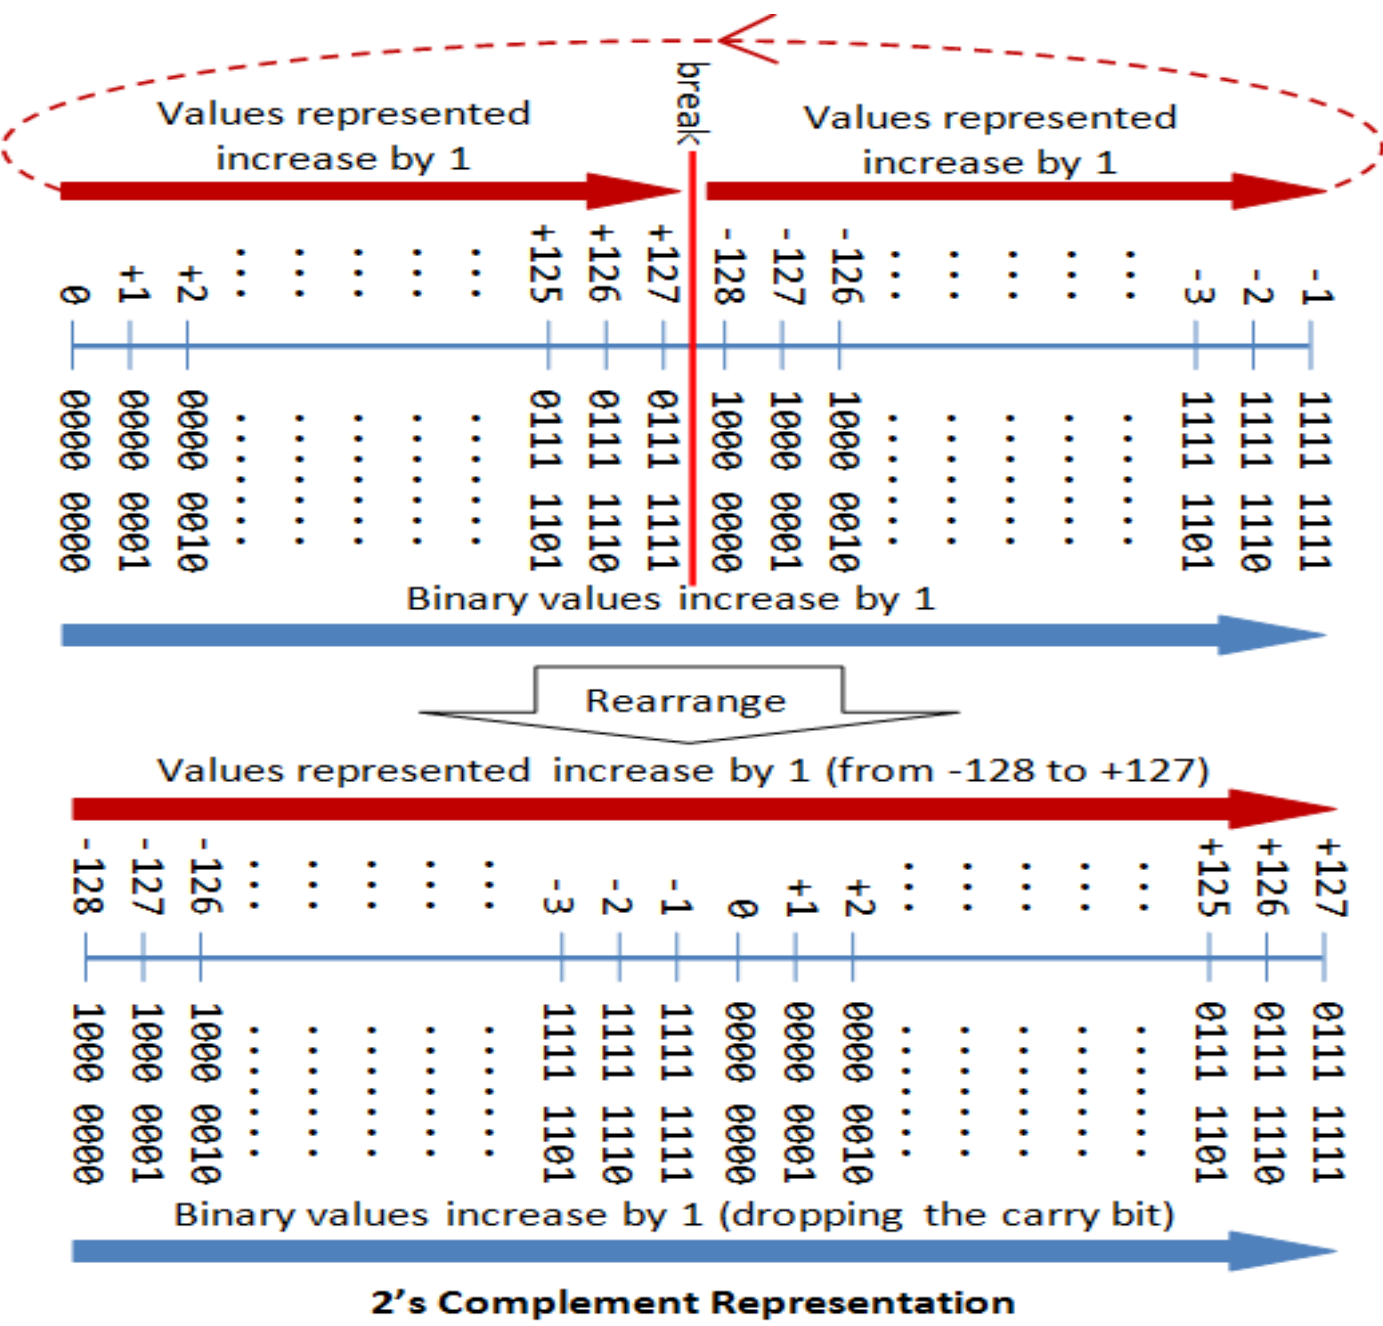 break
Values represented
increase by 1
Values represented
increase by 1
0 +1 +2 ... ... ... ... ... +125 +126 +127 -128 -127 -126 ... ... ... ... ... -3 -2 -1
0000 0000 0000 0001 0000 0010 ....... ....... ....... ....... ....... 0111 1101 0111 1110 0111 1111 1000 0000 1000 0001 1000 0010 ....... ....... ....... ....... ....... 1111 1101 1111 1110 1111 1111
Binary values increase by 1
Rearrange
Values represented increase by 1 (from -128 to +127)
-128 -127 -126 ... ... ... ... ... -3 -2 -1 0 +1 +2 ... ... ... ... ... +125 +126 +127
1000 0000 1000 0001 1000 0010 ....... ....... ....... ....... ....... 1111 1101 1111 1110 1111 1111 0000 0000 0000 0001 0000 0010 ....... ....... ....... ....... ....... 0111 1101 0111 1110 0111 1111
Binary values increase by 1 (dropping the carry bit)
2's Complement Representation